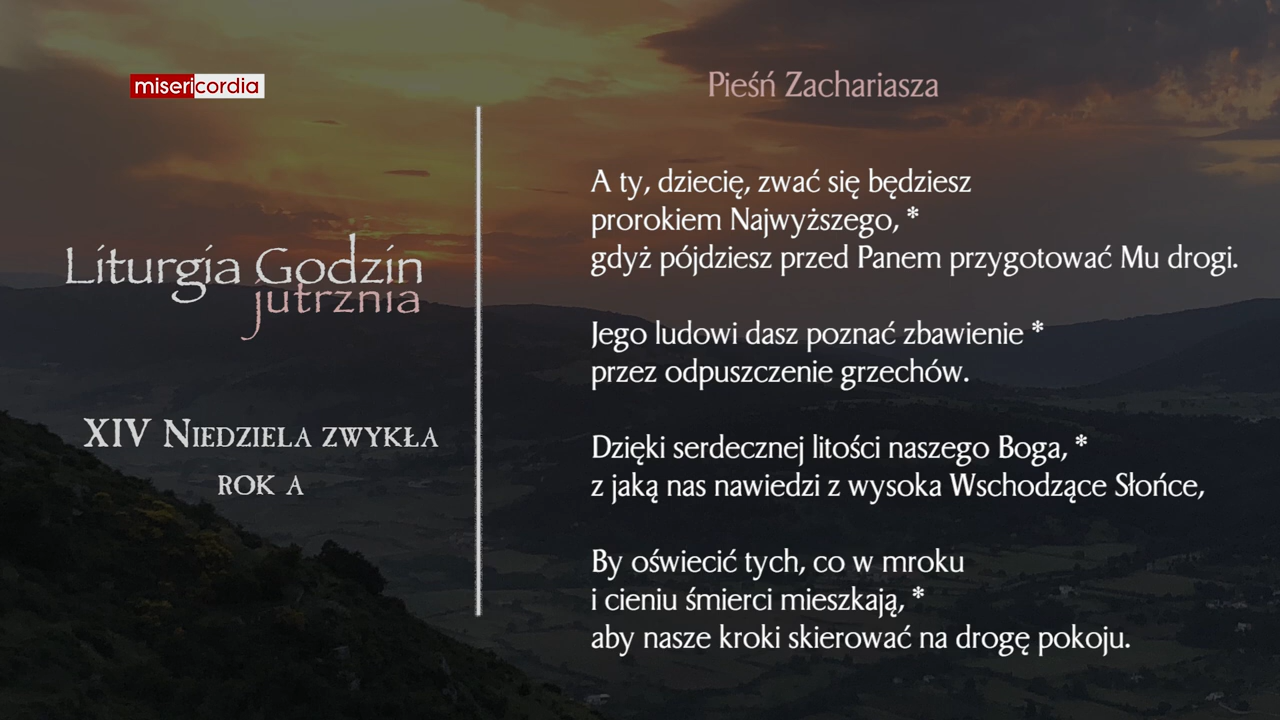 misericordia
Liturgia Godzin
jutrznia
XIV Niedziela zwykła
rok a
Pieśń Zachariasza
A ty, dziecię, zwać się będziesz
prorokiem Najwyższego, *
gdyż pójdziesz przed Panem przygotować Mu drogi.
Jego ludowi dasz poznać zbawienie *
przez odpuszczenie grzechów.
Dzięki serdecznej litości naszego Boga, *
z jaką nas nawiedzi z wysoka Wschodzące Słońce,
By oświecić tych, co w mroku
i cieniu śmierci mieszkają, *
aby nasze kroki skierować na drogę pokoju.